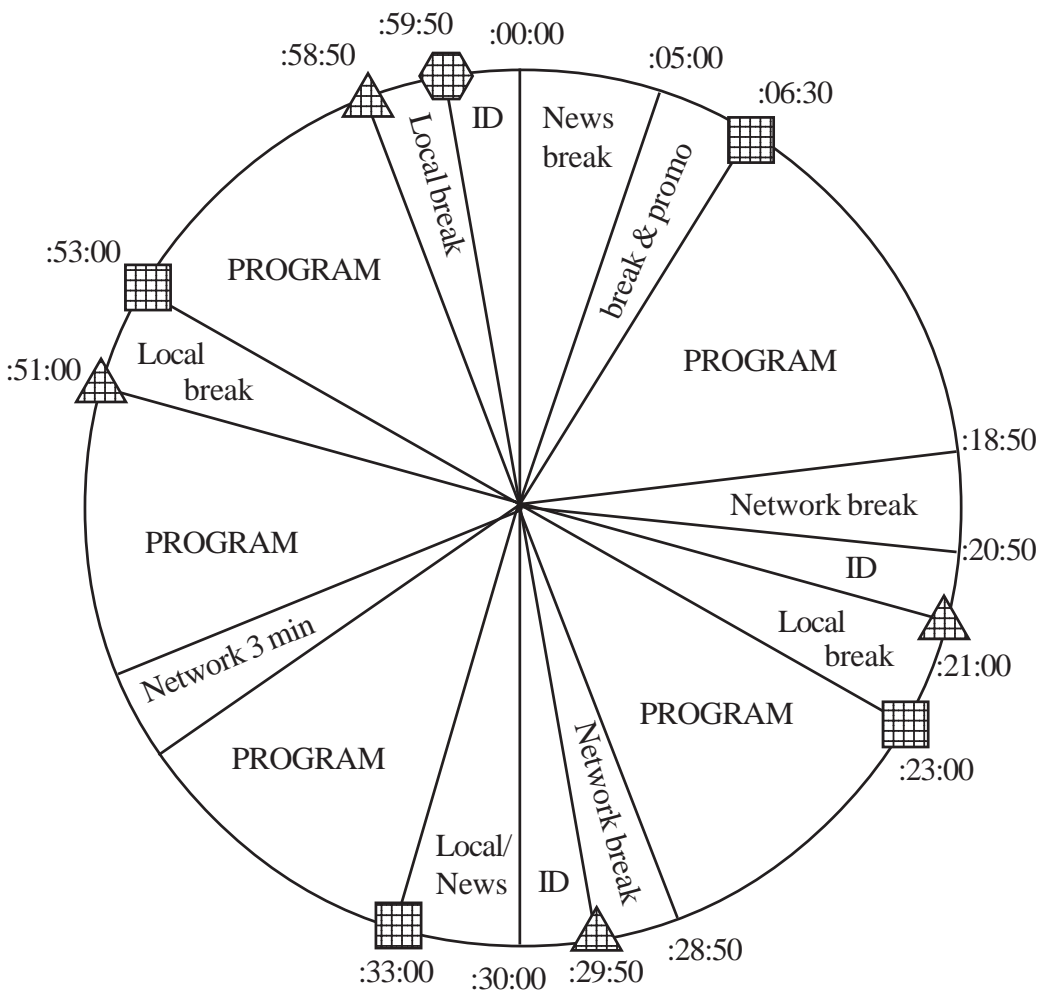 :00:00
News
break
:05:00
break & promo
:06:30
PROGRAM
:18:50
Network break
:20:50
ID
:21:00
Local
break
:23:00
PROGRAM
:28:50
Network break
:29:50
ID
:30:00
Local/
News
:33:00
PROGRAM
Network 3 min
PROGRAM
:51:00
Local
break
:53:00
PROGRAM
:58:50
Local break
:59:50
ID